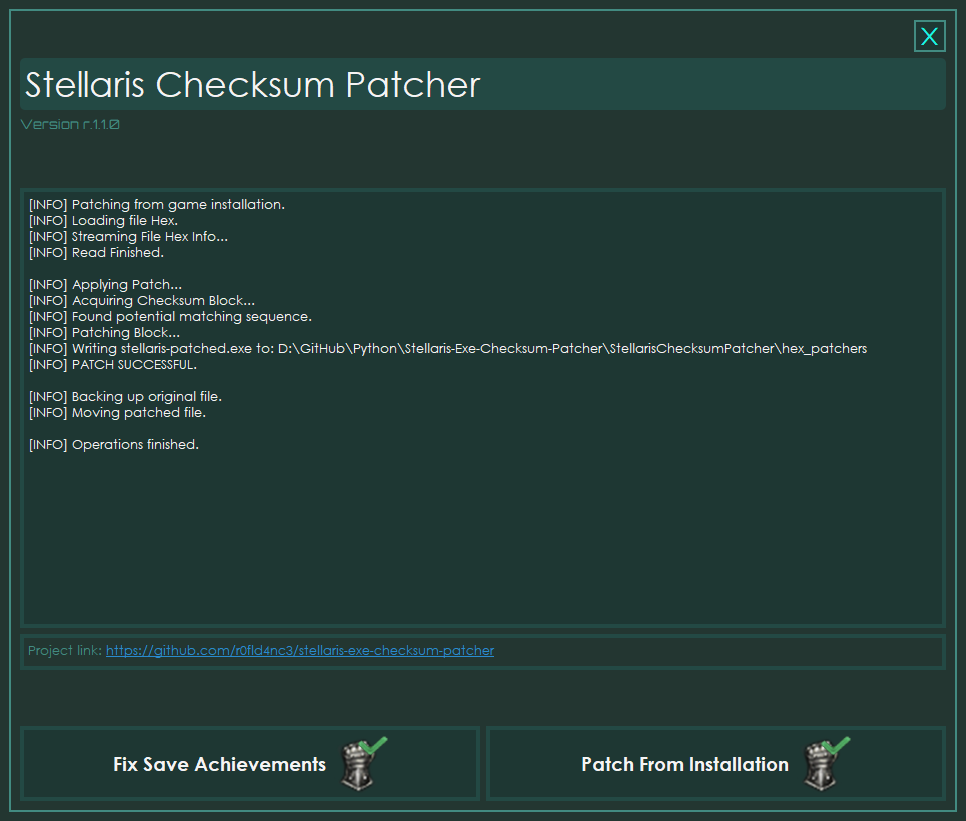 X
Stellaris Checksum Patcher
Version r.1.1.0
[INFO] Patching from game installation.
[INFO] Loading file Hex.
[INFO] Streaming File Hex Info...
[INFO] Read Finished.
[INFO] Applying Patch...
[INFO] Acquiring Checksum Block...
[INFO] Found potential matching sequence.
[INFO] Patching Block...
[INFO] Writing stellaris-patched.exe to: D:\GitHub\Python\Stellaris-Exe-Checksum-Patcher\StellarisChecksumPatcher\hex_patchers
[INFO] PATCH SUCCESSFUL.
[INFO] Backing up original file.
[INFO] Moving patched file.
[INFO] Operations finished.
Project link: https://github.com/r0fld4nc3/stellaris-exe-checksum-patcher
Fix Save Achievements
Patch From Installation